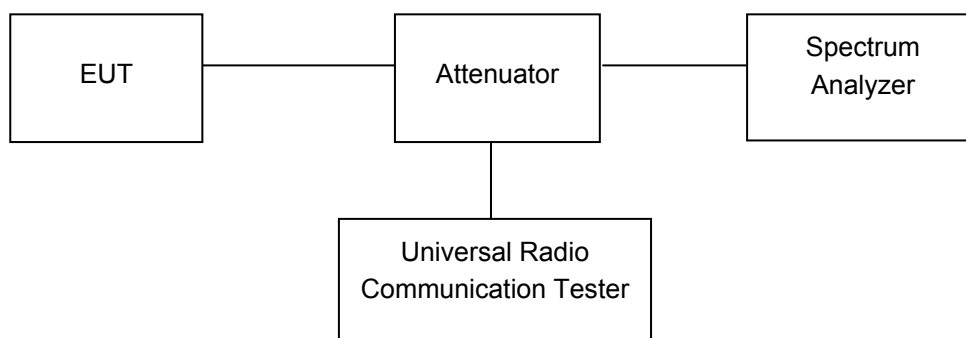 EUT
Attenuator
Spectrum
Analyzer
Universal Radio
Communication Tester